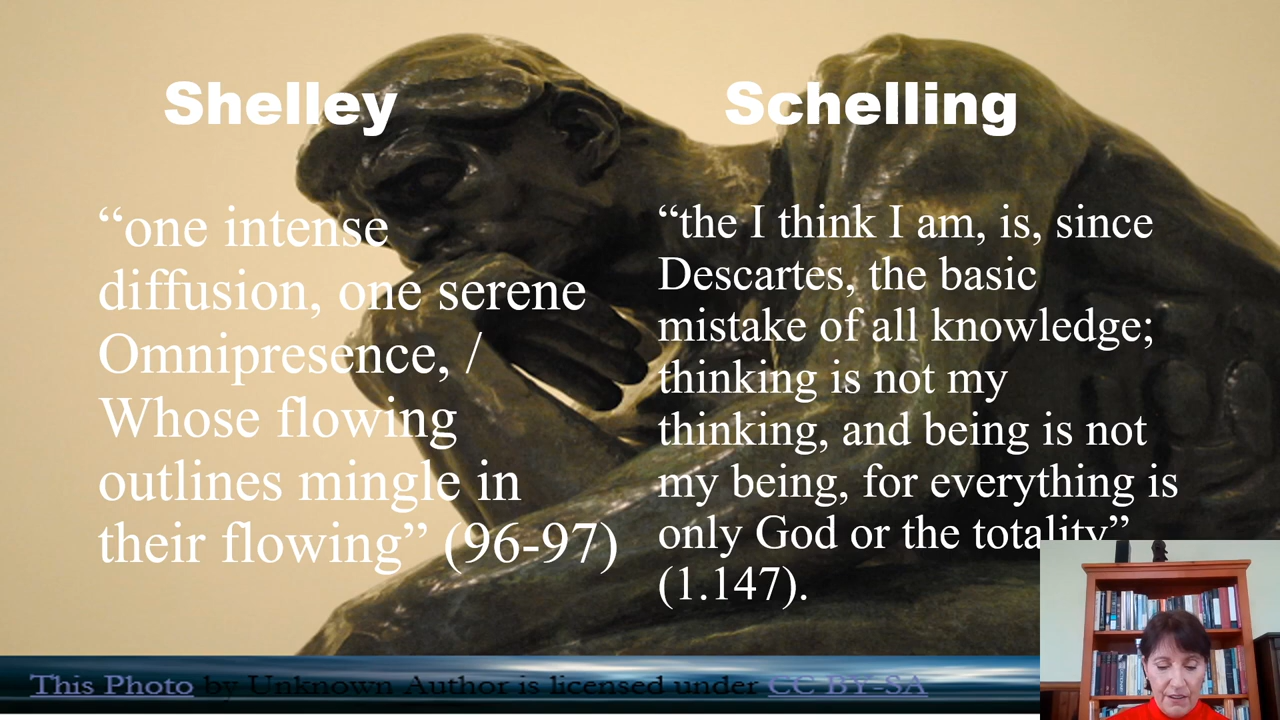 Shelley
“one intense
diffusion, one serene
Omnipresence, /
Whose flowing
outlines mingle in
their flowing” (96-97)
Schelling
“the I think I am, is, since
Descartes, the basic
mistake of all knowledge;
thinking is not my
thinking, and being is not
my being, for everything is
only God or the totality”
(1.147).
This Photo by Unknown Author is licensed under CC BY-SA